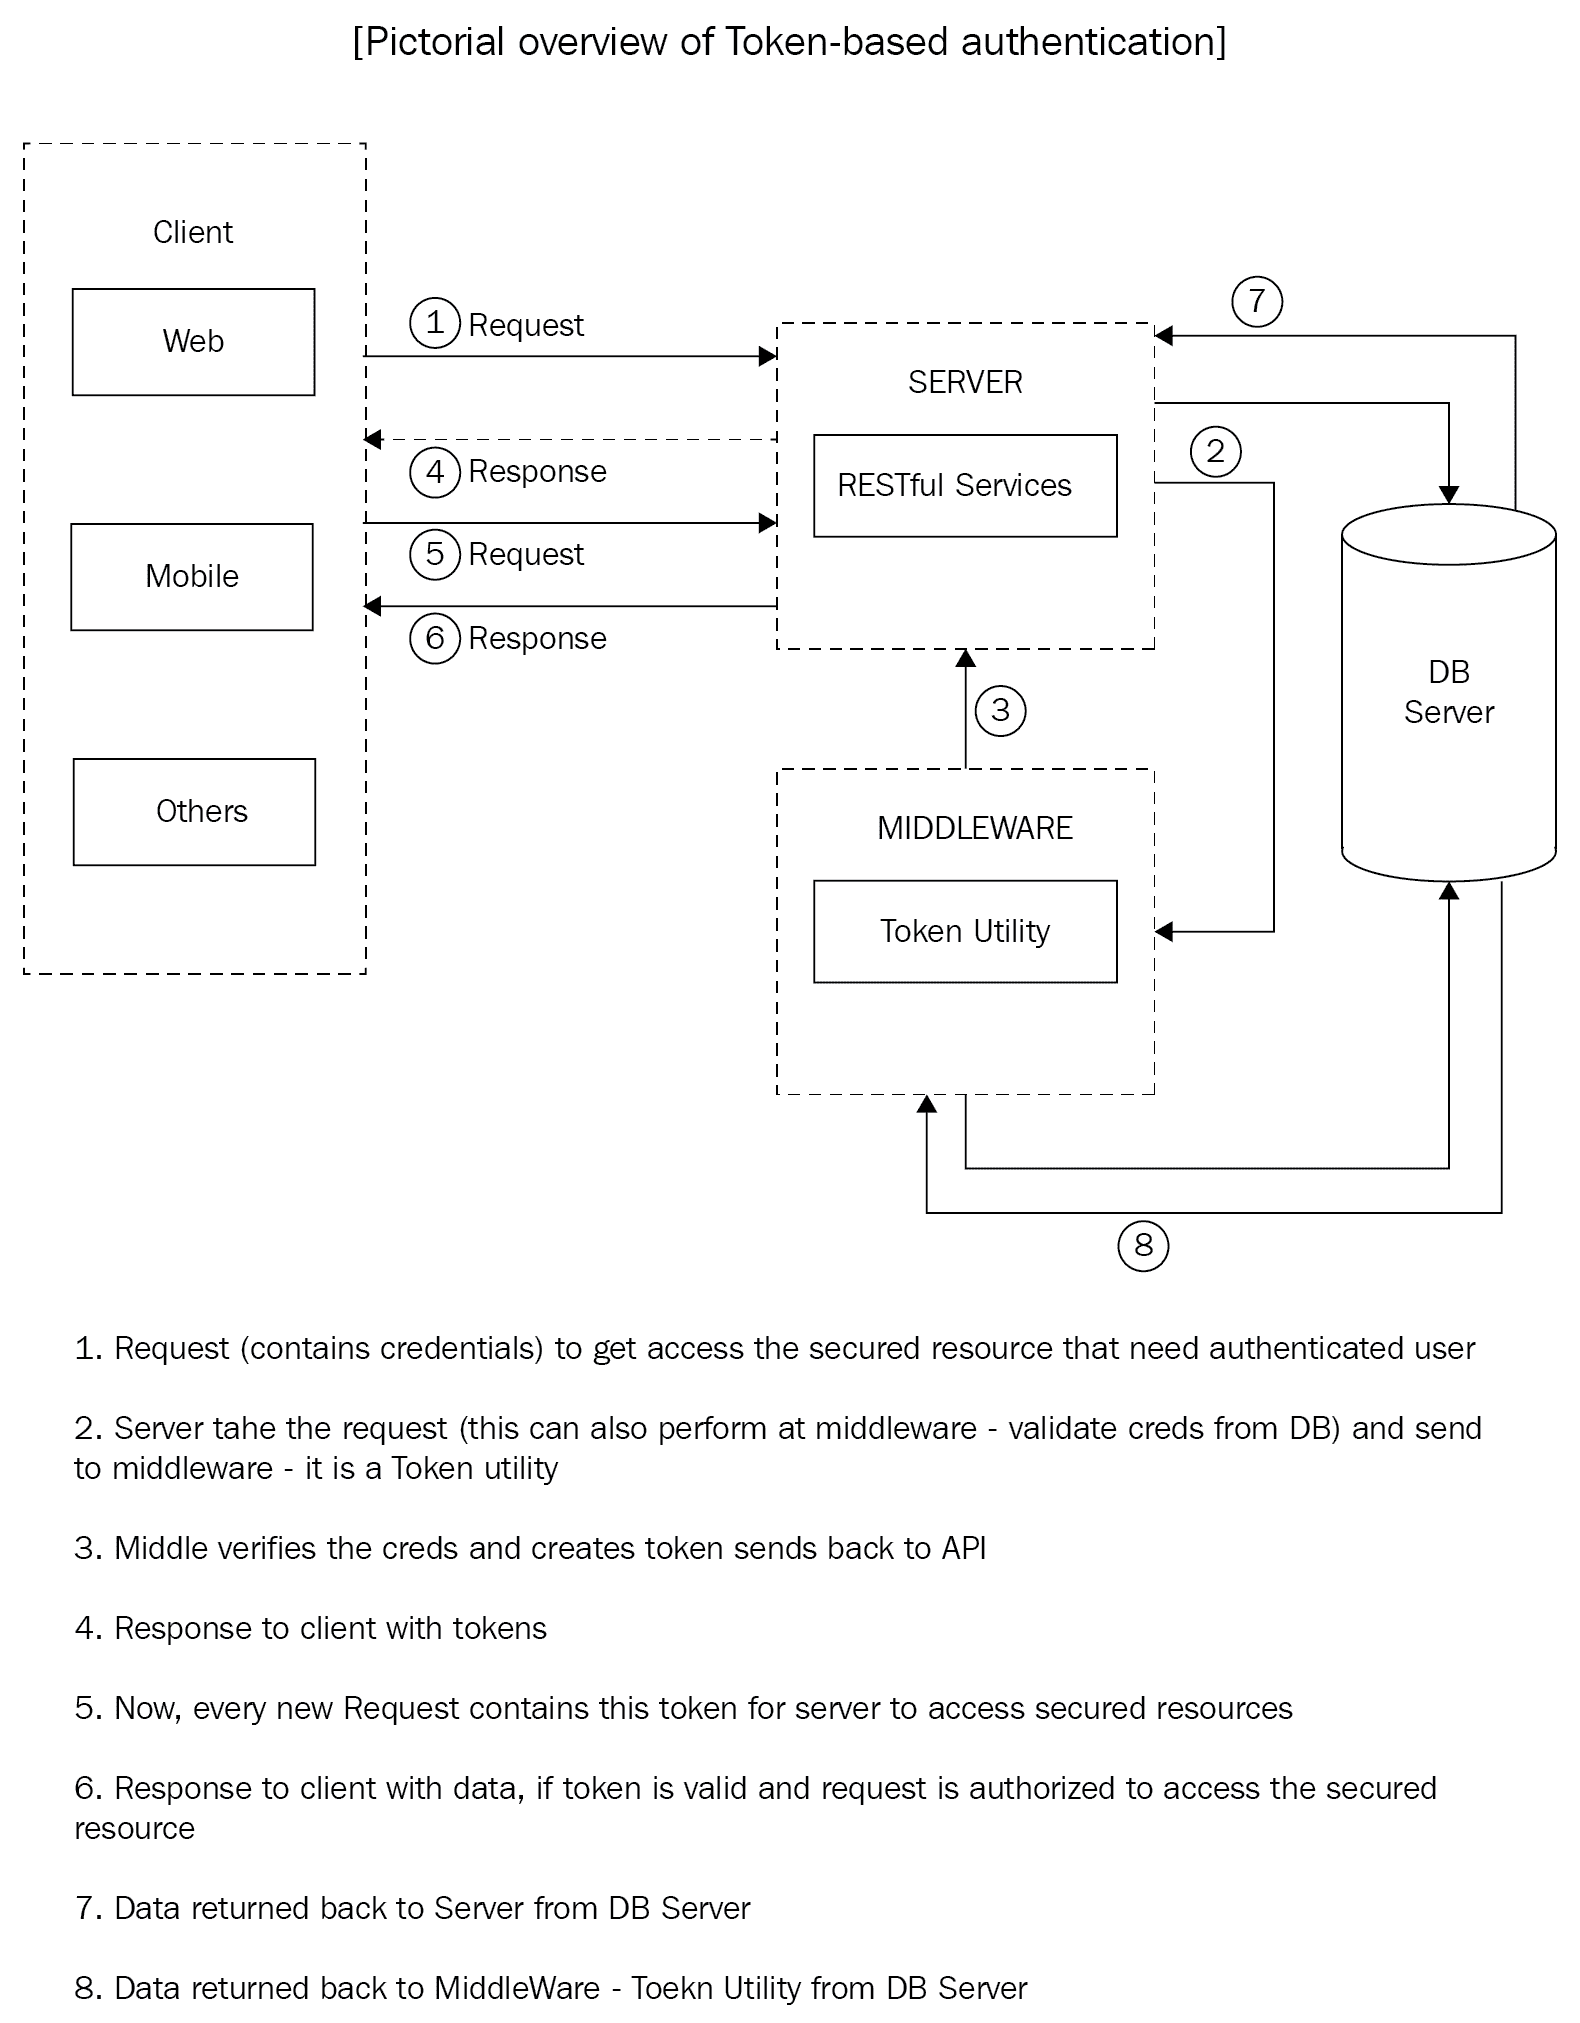 [Pictorial overview of Token-based authentication]
Client
Web
Mobile
Others
1 Request
4 Response
5 Request
6 Response
SERVER
RESTful Services
7
2
3
DB
Server
MIDDLEWARE
Token Utility
8
1. Request (contains credentials) to get access the secured resource that need authenticated user
2. Server tahe the request (this can also perform at middleware - validate creds from DB) and send
to middleware - it is a Token utility
3. Middle verifies the creds and creates token sends back to API
4. Response to client with tokens
5. Now, every new Request contains this token for server to access secured resources
6. Response to client with data, if token is valid and request is authorized to access the secured
resource
7. Data returned back to Server from DB Server
8. Data returned back to MiddleWare - Toekn Utility from DB Server